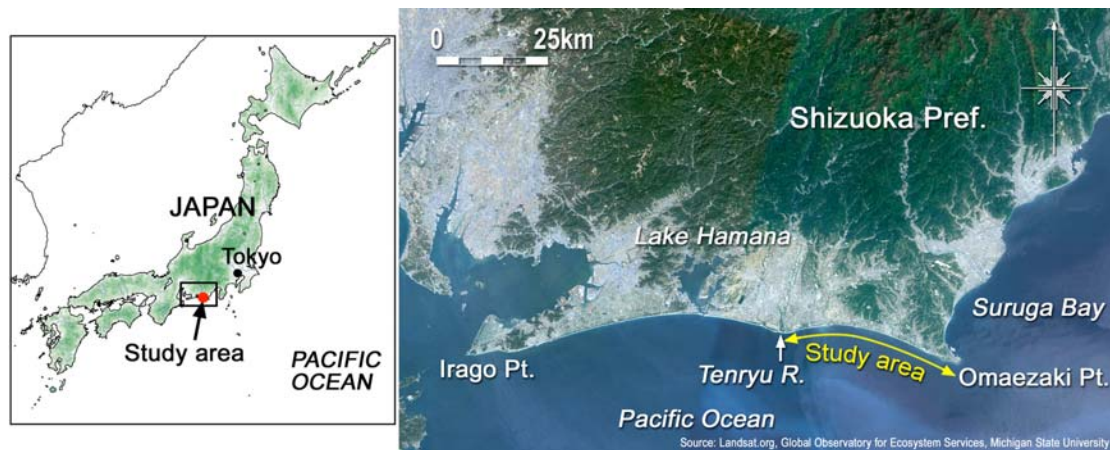 JAPAN
Tokyo
Study area
PACIFIC
OCEAN
0 25km
Shizuoka Pref.
Lake Hamana
Suruga Bay
Irago Pt.
Tenryu R.
Study area
Omaezaki Pt.
Pacific Ocean
Source: Landsat.org, Global Observatory for Ecosystem Services, Michigan State University